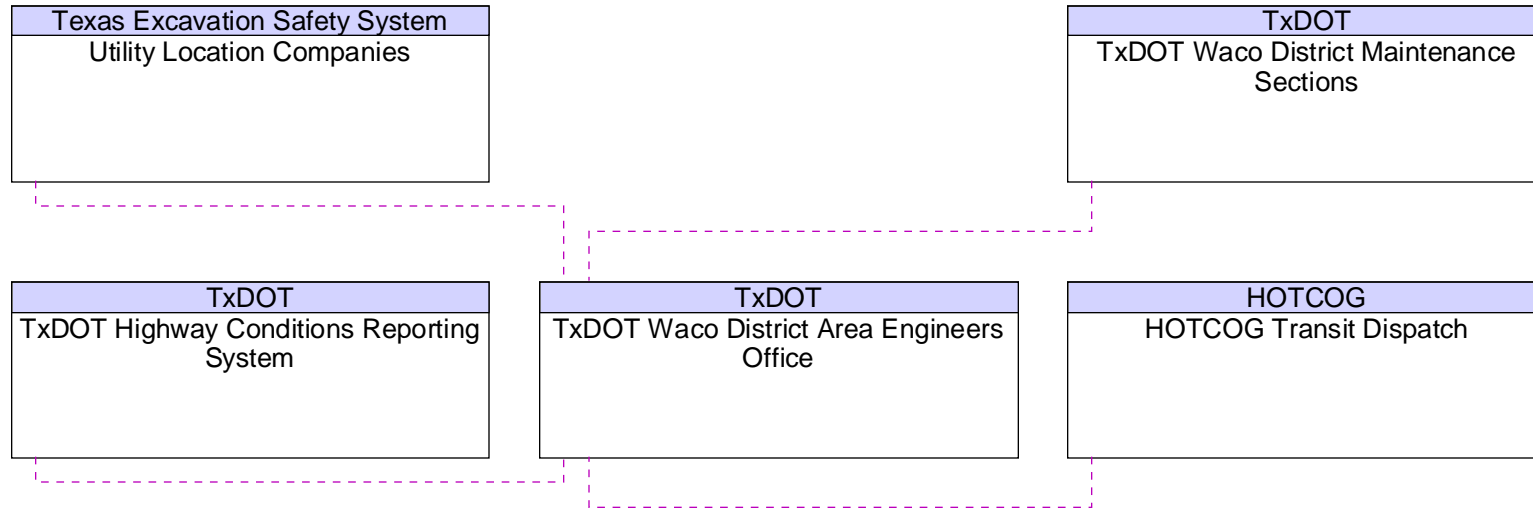 Texas Excavation Safety System
Utility Location Companies
TxDOT
TxDOT Waco District Maintenance
Sections
TxDOT
TxDOT Highway Conditions Reporting
System
TxDOT
TxDOT Waco District Area Engineers
Office
HOTCOG
HOTCOG Transit Dispatch